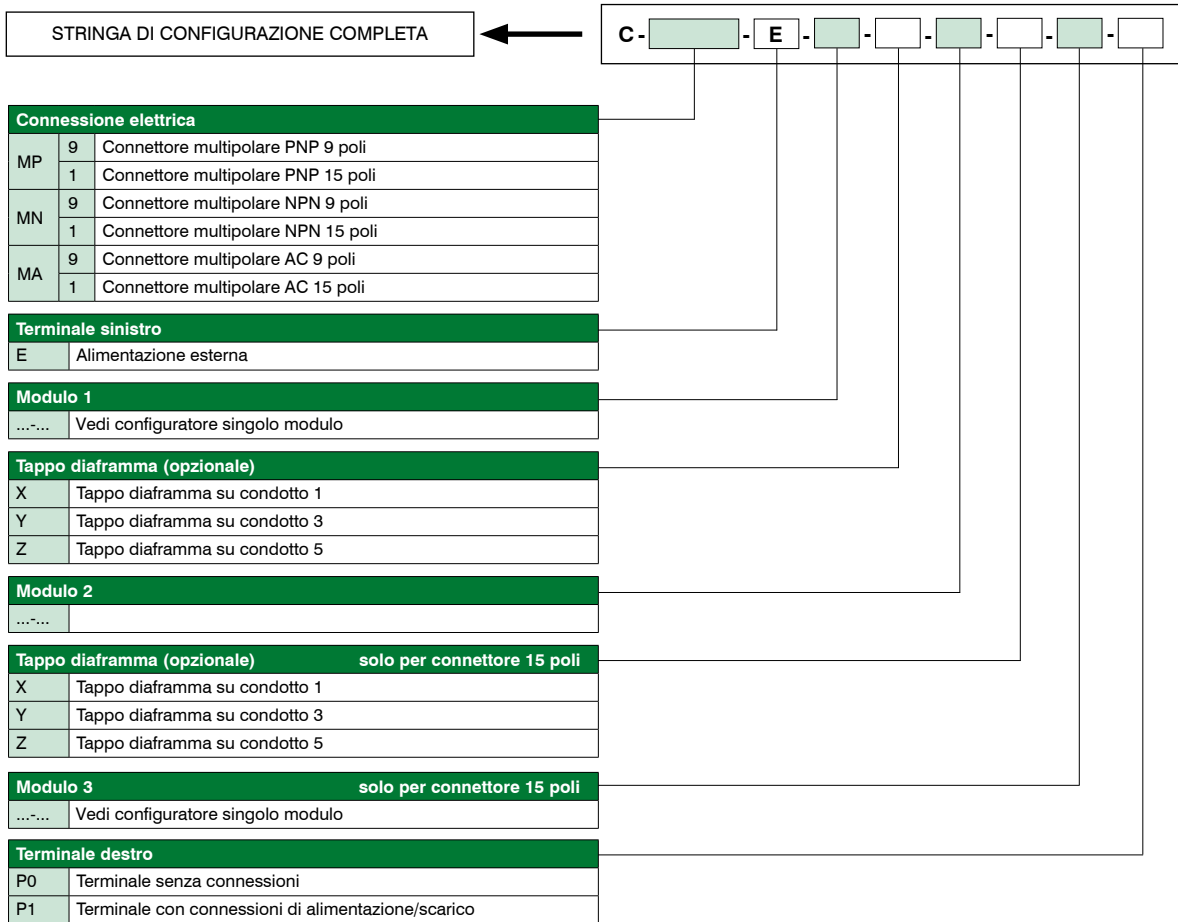 STRINGA DI CONFIGURAZIONE COMPLETA
C - - E - - - - - -
Connessione elettrica
MP 9 Connettore multipolare PNP 9 poli
1 Connettore multipolare PNP 15 poli
MN 9 Connettore multipolare NPN 9 poli
1 Connettore multipolare NPN 15 poli
MA 9 Connettore multipolare AC 9 poli
1 Connettore multipolare AC 15 poli
Terminale sinistro
E Alimentazione esterna
Modulo 1
...-... Vedi configuratore singolo modulo
Tappo diaframma (opzionale)
X Tappo diaframma su condotto 1
Y Tappo diaframma su condotto 3
Z Tappo diaframma su condotto 5
Modulo 2
...-...
Tappo diaframma (opzionale) solo per connettore 15 poli
X Tappo diaframma su condotto 1
Y Tappo diaframma su condotto 3
Z Tappo diaframma su condotto 5
Modulo 3 solo per connettore 15 poli
...-... Vedi configuratore singolo modulo
Terminale destro
P0 Terminale senza connessioni
P1 Terminale con connessioni di alimentazione/scarico